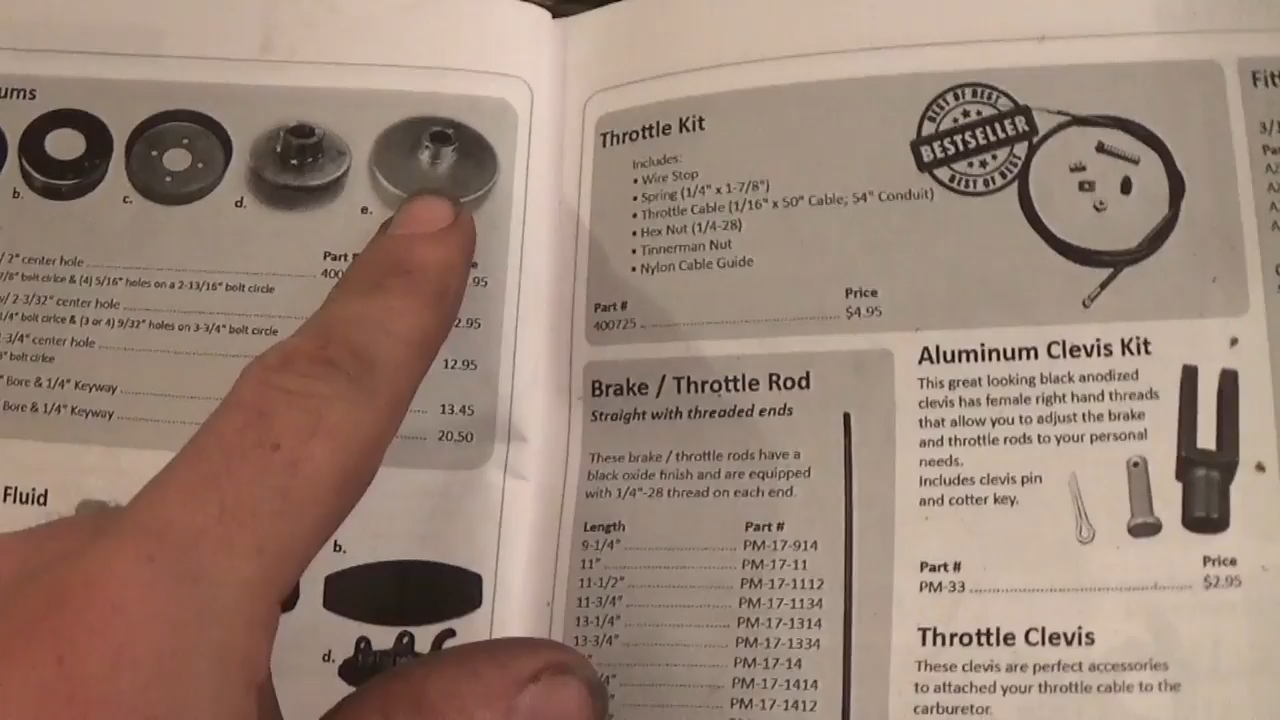 ums
b.
c.
d.
e.
Part
/ 2" center hole
400
.95
7/8" bolt cirlce & (4) 5/16" holes on a 2-13/16" bolt circle
w/ 2-3/32" center hole
2.95
1/4" bolt cirlce & (3 or 4) 9/32" holes on 3-3/4" bolt circle
-3/4" center hole
12.95
" bolt cirlce
" Bore & 1/4" Keyway
13.45
Bore & 1/4" Keyway
20.50
Fluid
b.
d.
Throttle Kit
Includes:
• Wire Stop
• Spring (1/4" x 1-7/8")
• Throttle Cable (1/16" x 50" Cable; 54" Conduit)
• Hex Nut (1/4-28)
• Tinnerman Nut
• Nylon Cable Guide
BEST OF BEST
BESTSELLER
BEST OF BEST
Part # Price
400725 $4.95
Brake / Throttle Rod
Straight with threaded ends
These brake / throttle rods have a
black oxide finish and are equipped
with 1/4"-28 thread on each end.
Length Part #
9-1/4" PM-17-914
11" PM-17-11
11-1/2" PM-17-1112
11-3/4" PM-17-1134
13-1/4" PM-17-1314
13-3/4" PM-17-1334
PM-17-14
/4" PM-17-1414
PM-17-1412
Aluminum Clevis Kit
This great looking black anodized
clevis has female right hand threads
that allow you to adjust the brake
and throttle rods to your personal
needs.
Includes clevis pin
and cotter key.
Part # Price
PM-33 $2.95
Throttle Clevis
These clevis are perfect accessories
to attached your throttle cable to the
carburetor.
Fitt
3/1
Pa